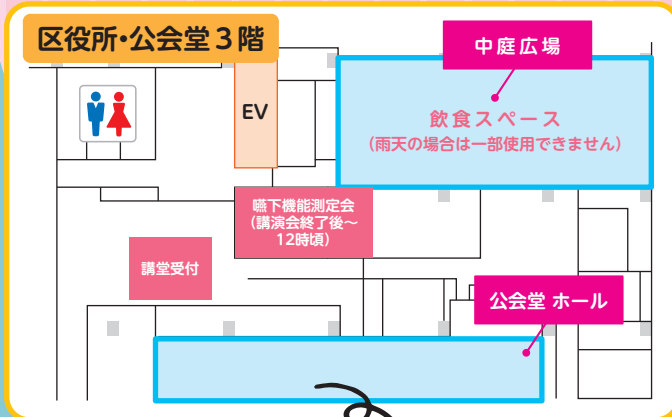 区役所・公会堂３階
中庭広場
EV
飲食スペース
（雨天の場合は一部使用できません）
嚥下機能測定会
（講演会終了後～
12時頃）
講堂受付
公会堂 ホール